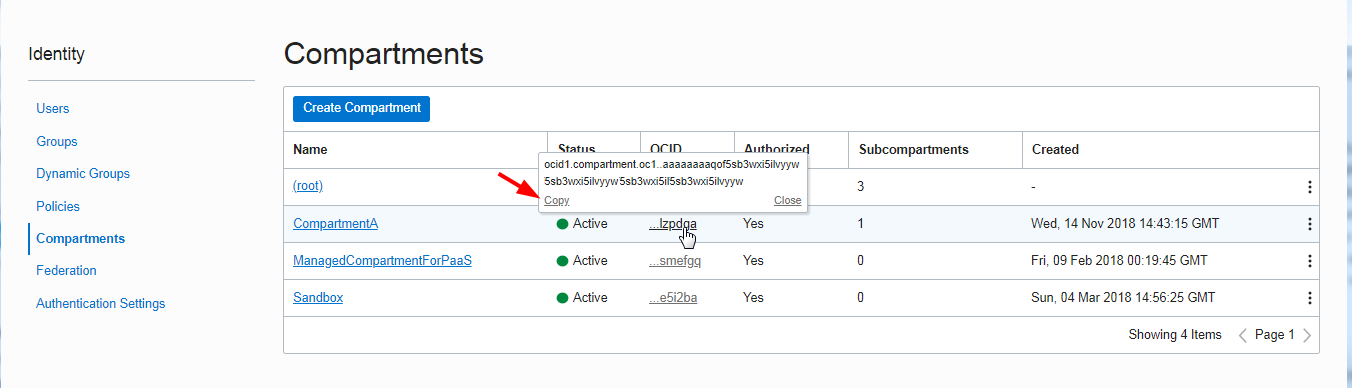 Identity
Users
Groups
Dynamic Groups
Policies
Compartments
Federation
Authentication Settings
Compartments
Create Compartment
Name Status OCID Authorized Subcompartments Created
ocid1.compartment.oc1..aaaaaaaaqof5sb3wxi5ilvyyyw
5sb3wxi5ilvyyyw5sb3wxi5il5sb3wxi5ilvyyyw
Copy Close
(root) 3 -
CompartmentA Active ...lzpdga Yes 1 Wed, 14 Nov 2018 14:43:15 GMT
ManagedCompartmentForPaaS Active ...smefgq Yes 0 Fri, 09 Feb 2018 00:19:45 GMT
Sandbox Active ...e5i2ba Yes 0 Sun, 04 Mar 2018 14:56:25 GMT
Showing 4 Items Page 1